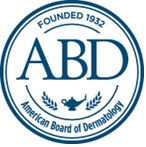 FOUNDED 1932
ABD
American Board of Dermatology